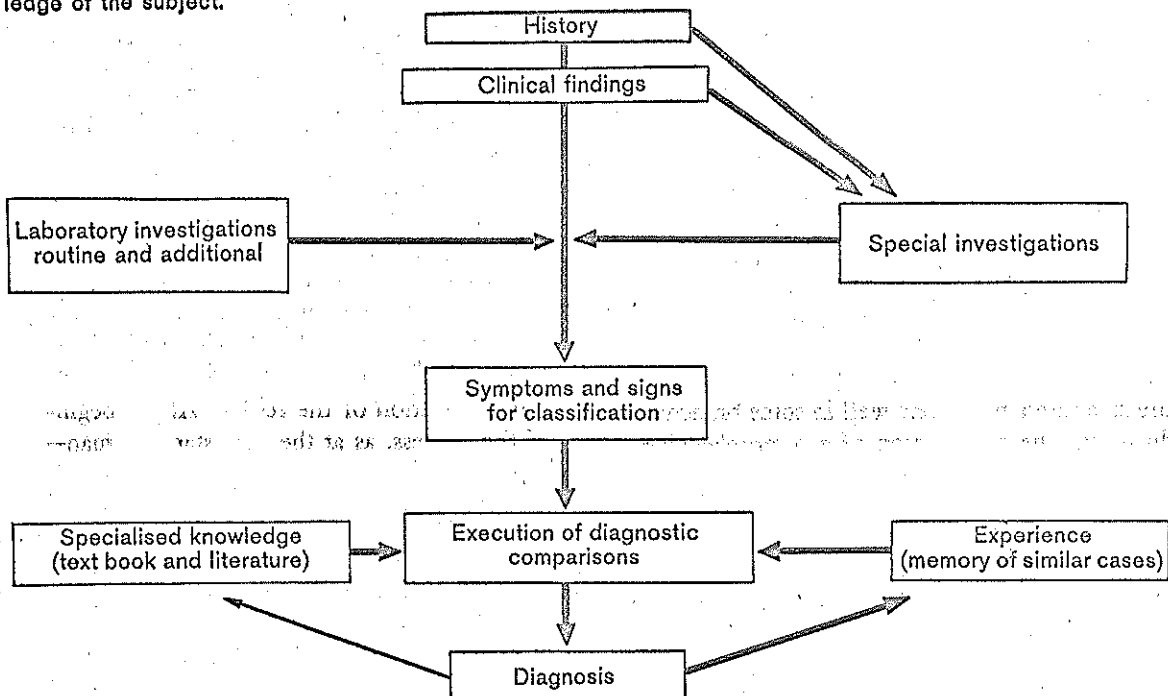 ledge of the subject.
History
Clinical findings
Laboratory investigations
routine and additional
Special investigations
Symptoms and signs
for classification
Specialised knowledge
(text book and literature)
Execution of diagnostic
comparisons
Experience
(memory of similar cases)
Diagnosis